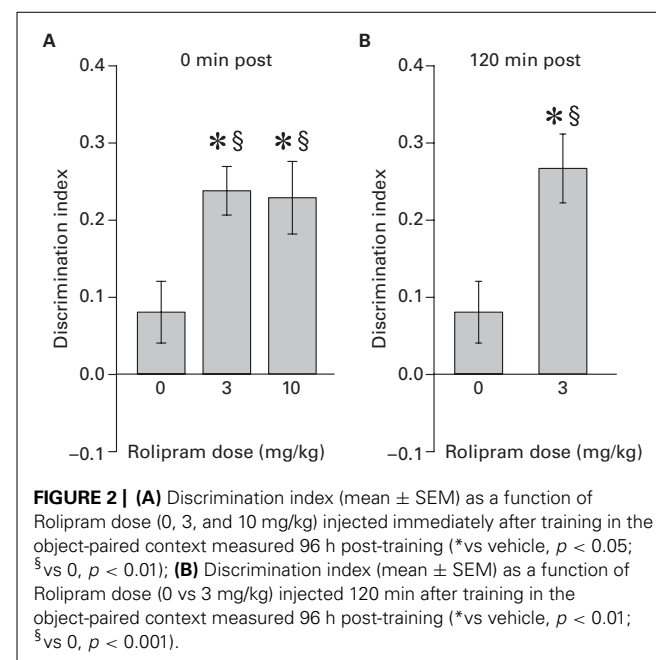 A
0 min post
0.4
0.3
0.2
0.1
0.0
−0.1
Discrimination index
* §
* §
0 3 10
Rolipram dose (mg/kg)
B
120 min post
0.4
0.3
0.2
0.1
0.0
−0.1
Discrimination index
* §
0 3
Rolipram dose (mg/kg)
FIGURE 2 | (A) Discrimination index (mean ± SEM) as a function of
Rolipram dose (0, 3, and 10 mg/kg) injected immediately after training in the
object-paired context measured 96 h post-training (*vs vehicle, p < 0.05;
§vs 0, p < 0.01); (B) Discrimination index (mean ± SEM) as a function of
Rolipram dose (0 vs 3 mg/kg) injected 120 min after training in the
object-paired context measured 96 h post-training (*vs vehicle, p < 0.01;
§vs 0, p < 0.001).